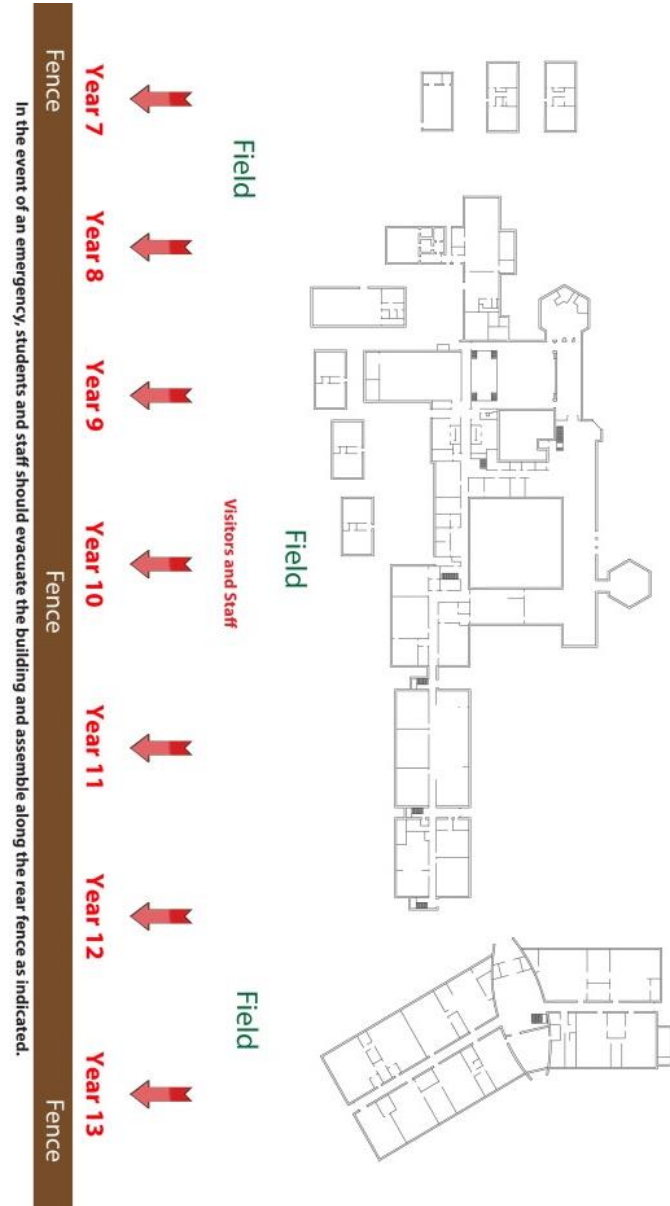 Field
Field
Field
Visitors and Staff
Year 7
Year 8
Year 9
Year 10
Year 11
Year 12
Year 13
Fence
Fence
Fence
In the event of an emergency, students and staff should evacuate the building and assemble along the rear fence as indicated.